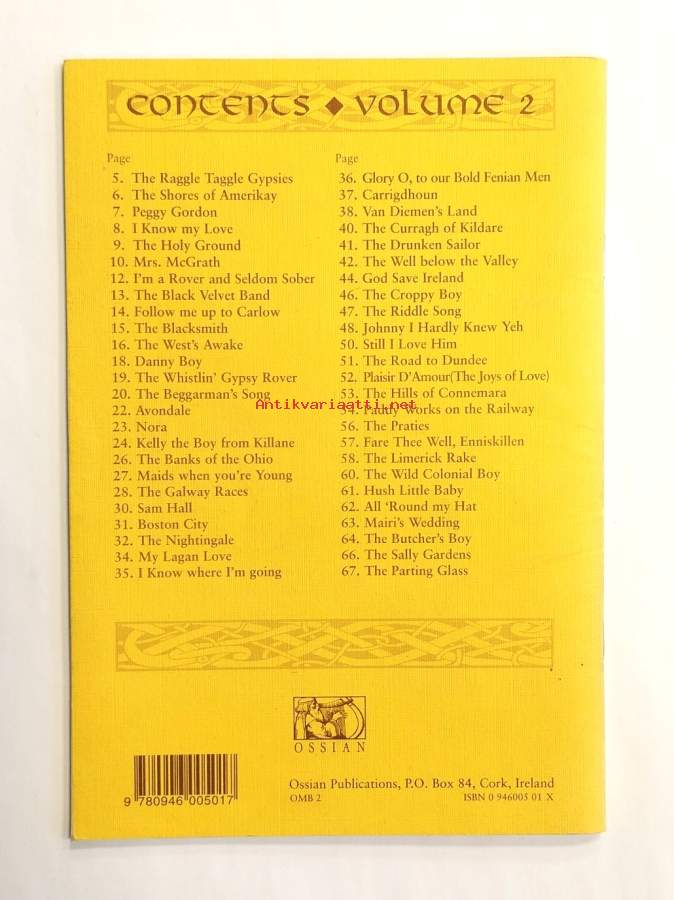 CONTENTS ◆ VOLUME 2
Page
5. The Raggle Taggle Gypsies
6. The Shores of Amerikay
7. Peggy Gordon
8. I Know my Love
9. The Holy Ground
10. Mrs. McGrath
12. I'm a Rover and Seldom Sober
13. The Black Velvet Band
14. Follow me up to Carlow
15. The Blacksmith
16. The West's Awake
18. Danny Boy
19. The Whistlin' Gypsy Rover
20. The Beggarman's Song
22. Avondale
23. Nora
24. Kelly the Boy from Killane
26. The Banks of the Ohio
27. Maids when you're Young
28. The Galway Races
30. Sam Hall
31. Boston City
32. The Nightingale
34. My Lagan Love
35. I Know where I'm going
Page
36. Glory O, to our Bold Fenian Men
37. Carrigdhoun
38. Van Diemen's Land
40. The Curragh of Kildare
41. The Drunken Sailor
42. The Well below the Valley
44. God Save Ireland
46. The Croppy Boy
47. The Riddle Song
48. Johnny I Hardly Knew Yeh
50. Still I Love Him
51. The Road to Dundee
52. Plaisir D'Amour(The Joys of Love)
53. The Hills of Connemara
54. Paddy Works on the Railway
56. The Praties
57. Fare Thee Well, Enniskillen
58. The Limerick Rake
60. The Wild Colonial Boy
61. Hush Little Baby
62. All 'Round my Hat
63. Mairi's Wedding
64. The Butcher's Boy
66. The Sally Gardens
67. The Parting Glass
Antikvariaatti.net
OSSIAN
Ossian Publications, P.O. Box 84, Cork, Ireland
OMB 2 ISBN 0 946005 01 X
9 780946 005017